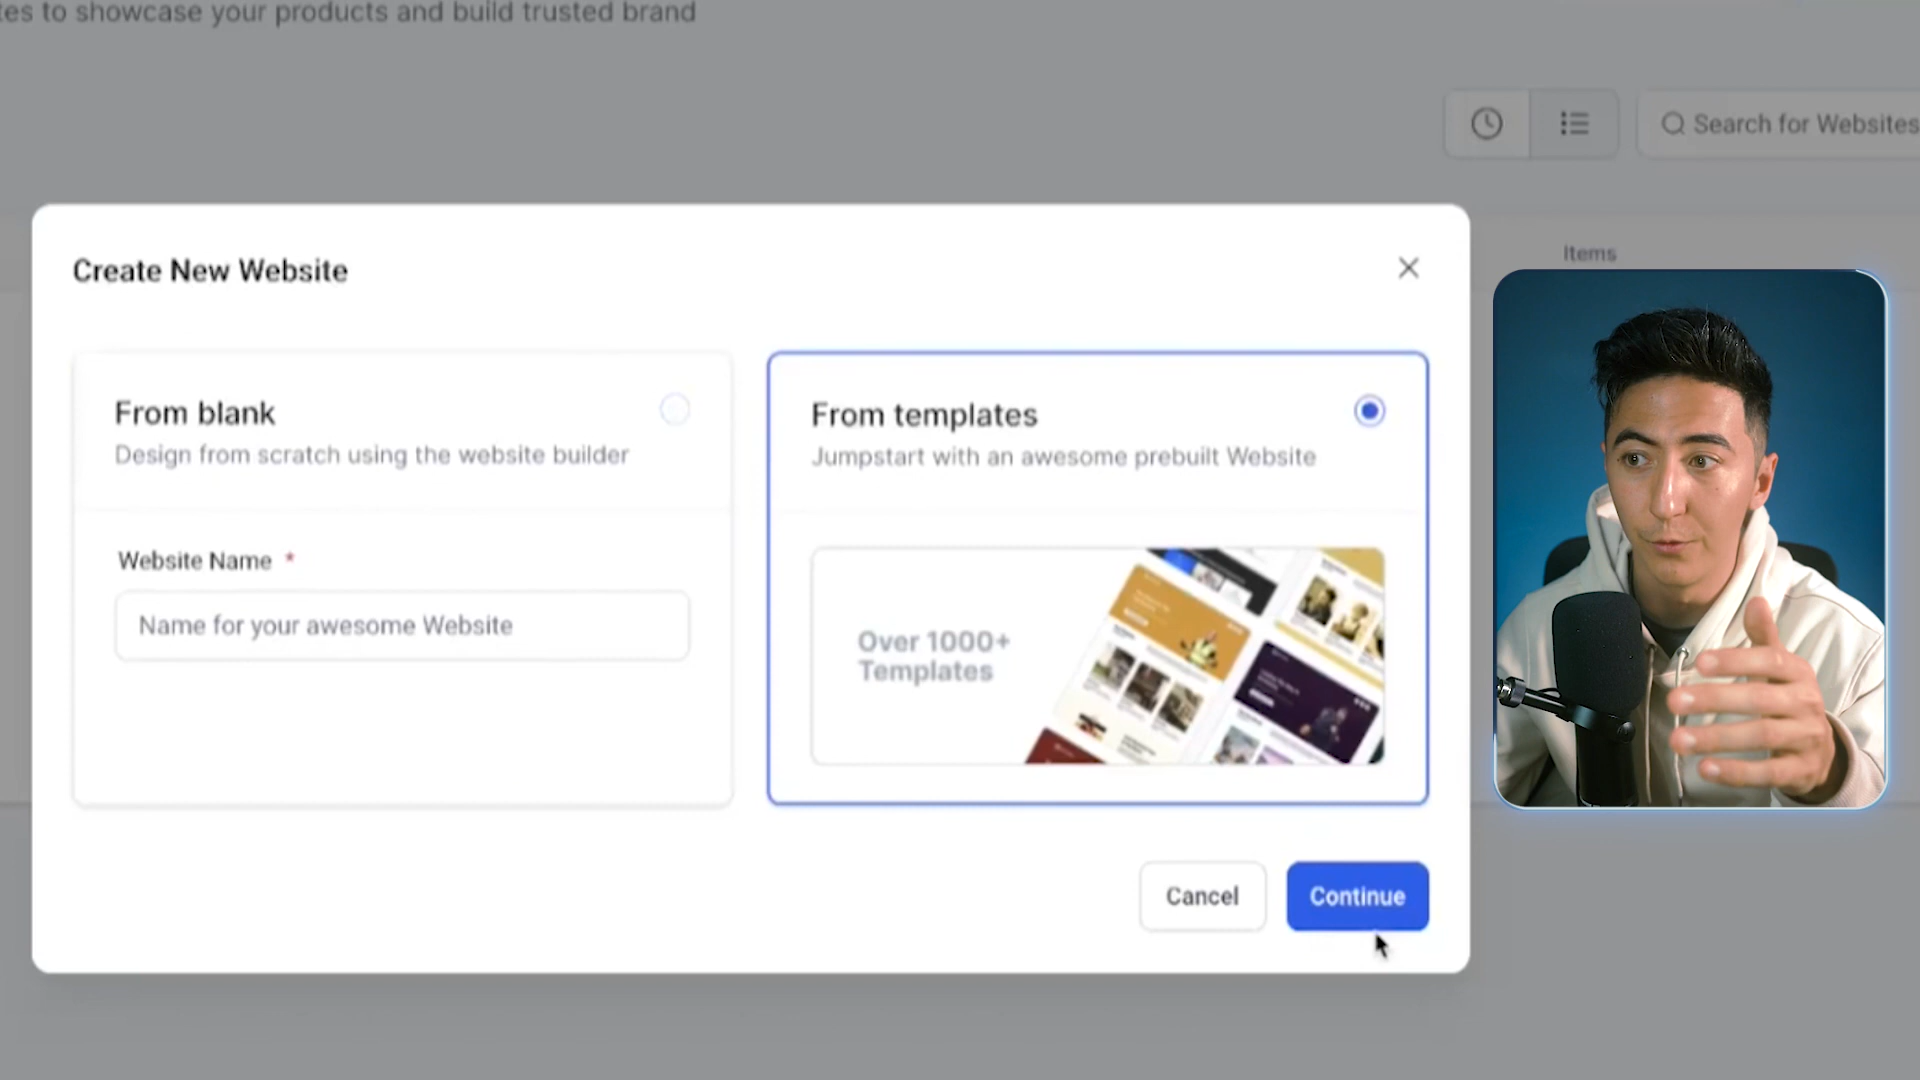 tes to showcase your products and build trusted brand
Search for Websites
Items
Create New Website
From blank
Design from scratch using the website builder
Website Name *
Name for your awesome Website
From templates
Jumpstart with an awesome prebuilt Website
Over 1000+
Templates
Cancel
Continue